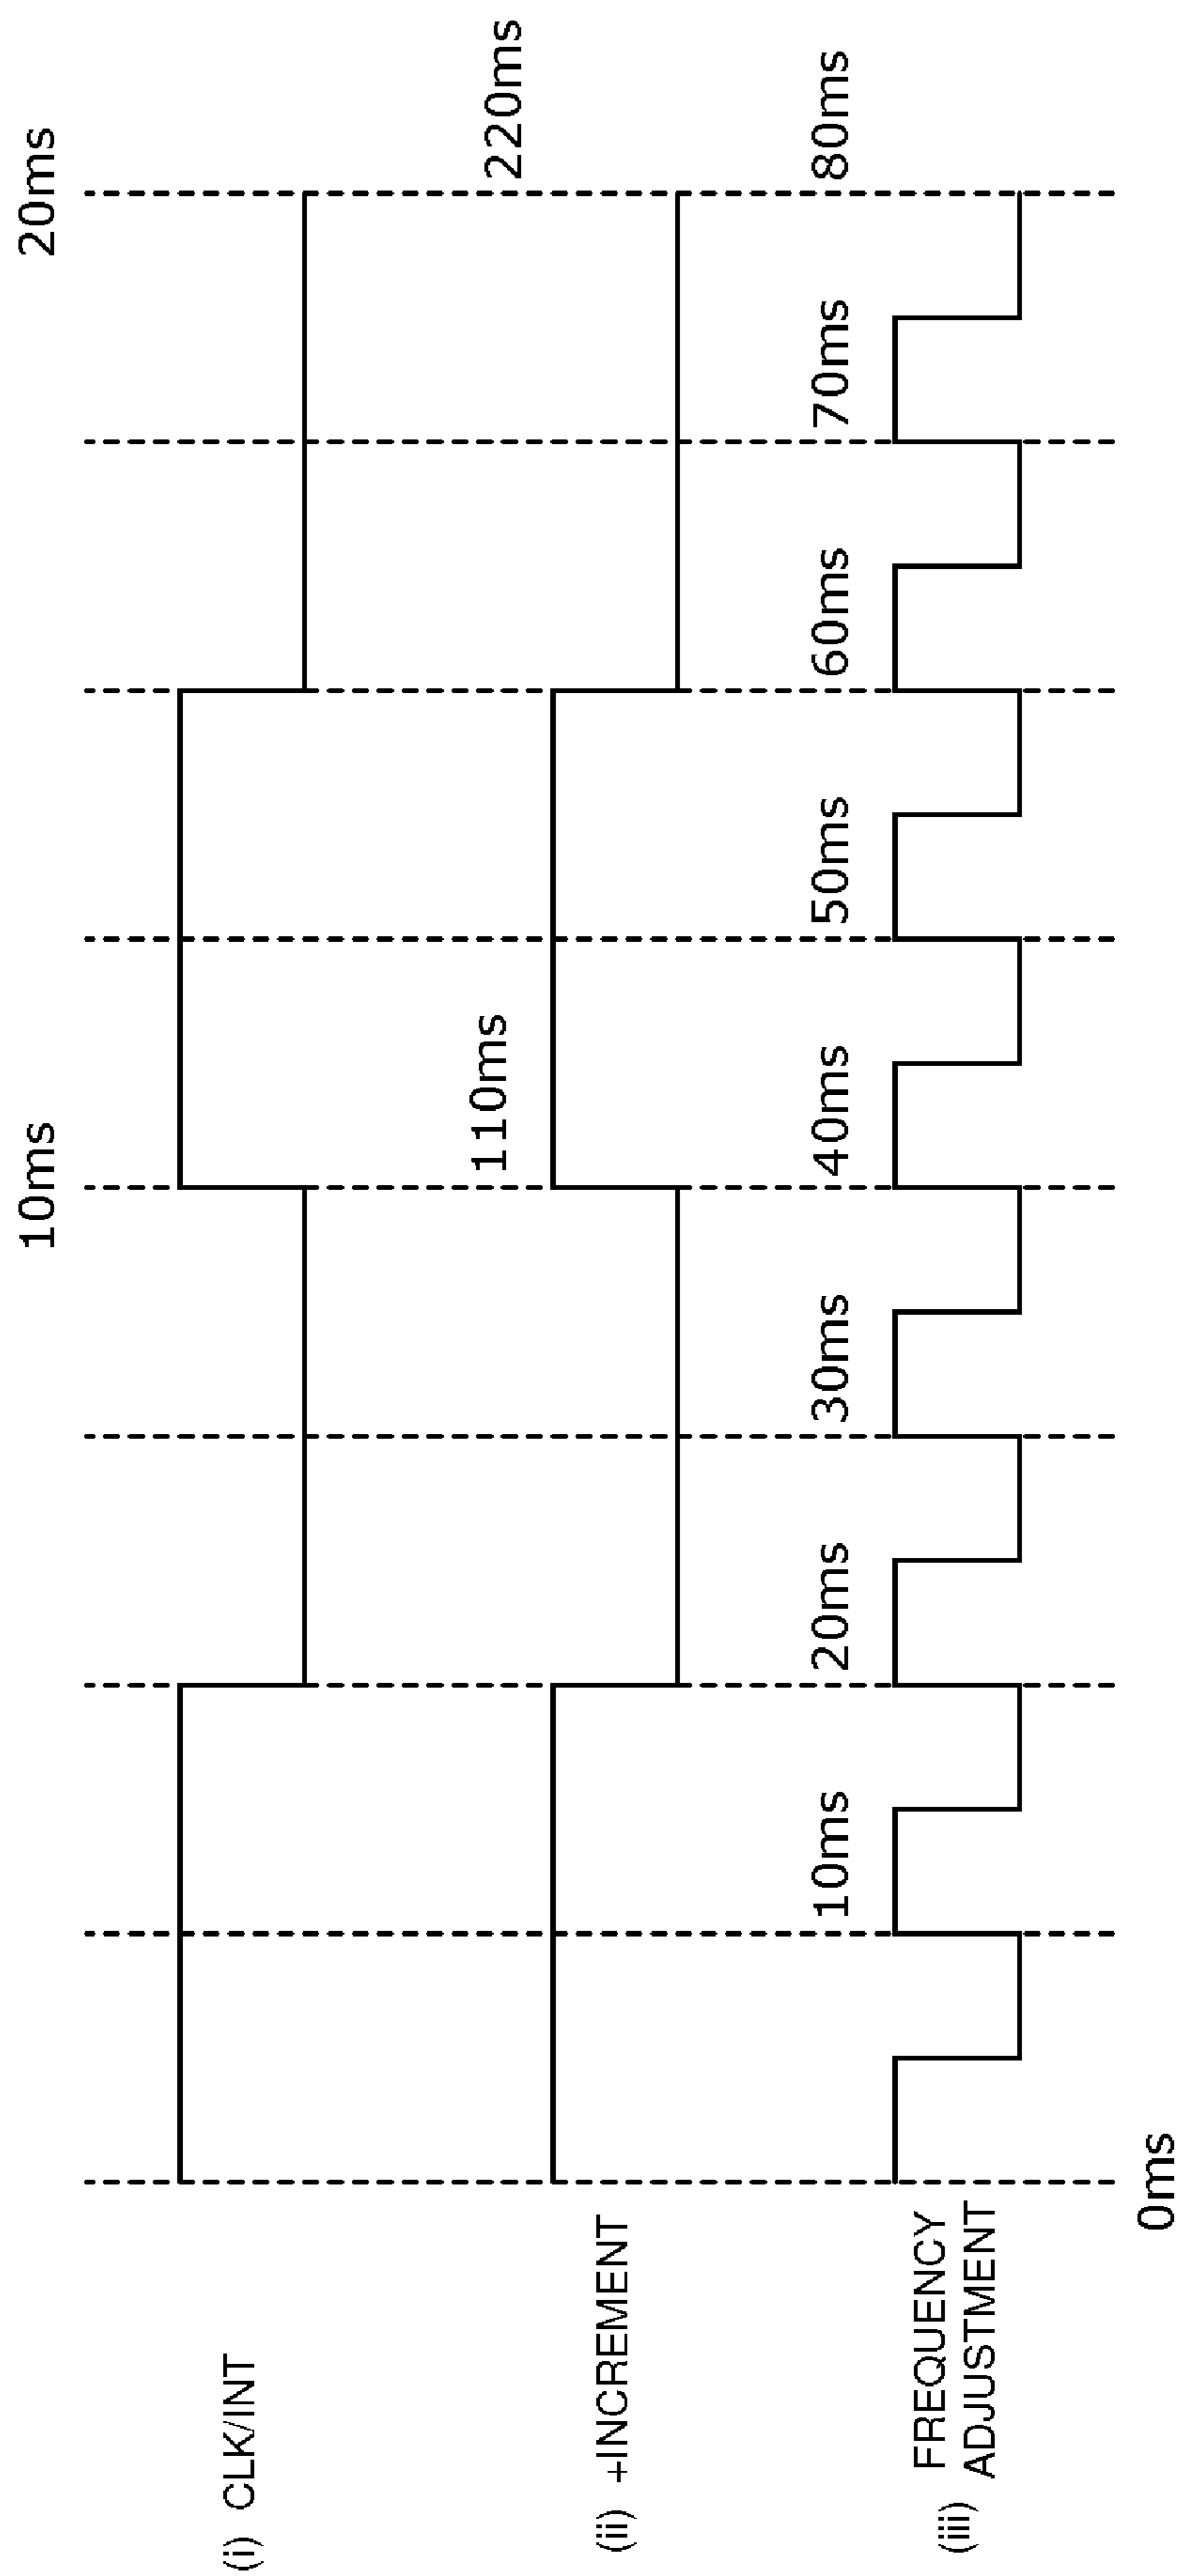 10ms
20ms
(i) CLK/INT
110ms
220ms
(ii) +INCREMENT
10ms
20ms
30ms
40ms
50ms
60ms
70ms
80ms
(iii) FREQUENCY
ADJUSTMENT
0ms